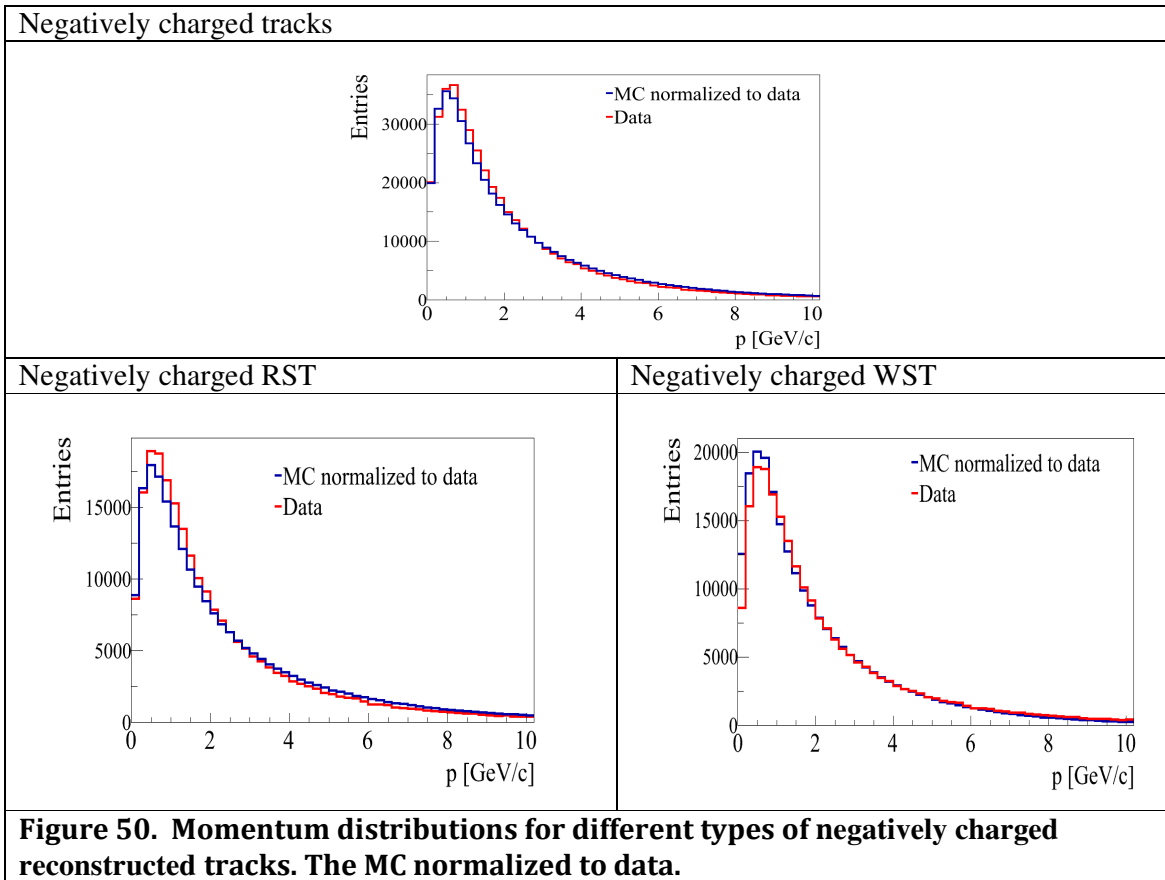 Negatively charged tracks
Entries
MC normalized to data
Data
30000
20000
10000
0
0 2 4 6 8 10
p [GeV/c]
Negatively charged RST
Entries
MC normalized to data
Data
15000
10000
5000
0
0 2 4 6 8 10
p [GeV/c]
Negatively charged WST
Entries
MC normalized to data
Data
20000
15000
10000
5000
0
0 2 4 6 8 10
p [GeV/c]
Figure 50. Momentum distributions for different types of negatively charged
reconstructed tracks. The MC normalized to data.